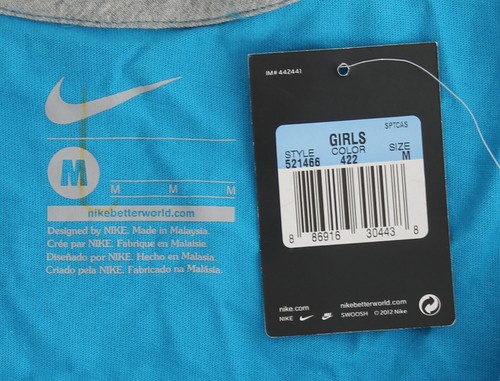 M
M M M
nikebetterworld.com
Designed by NIKE. Made in Malaysia.
Crée par NIKE. Fabrique en Malaisie.
Diseñado por NIKE. Hecho en Malasia.
Criado pela NIKE. Fabricado na Malásia.
IM# 442441
SPTCAS
GIRLS
STYLE COLOR SIZE
521466 422 M
8 86916 30443 8
nike.com nikebetterworld.com
NIKE SWOOSH © 2012 Nike